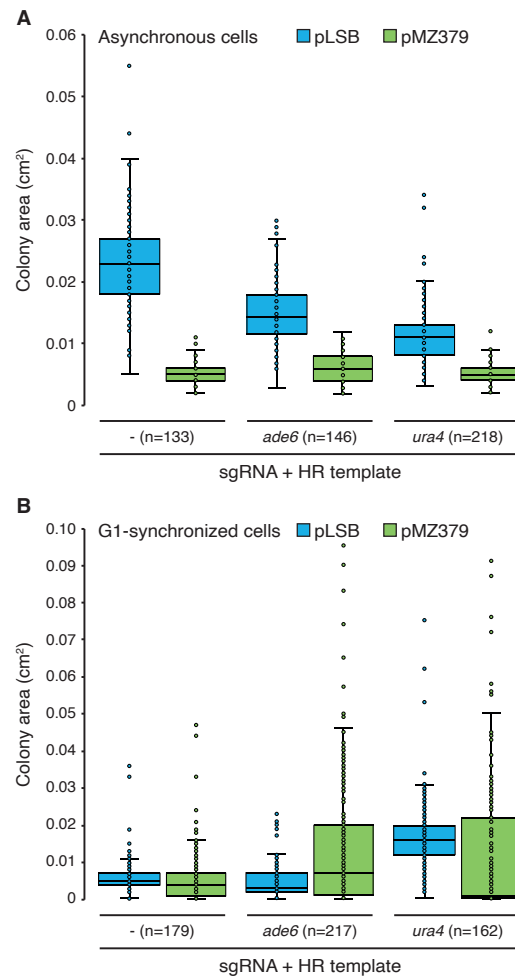 A
Asynchronous cells pLSB pMZ379
Colony area (cm²)
0.06
0.05
0.04
0.03
0.02
0.01
0
- (n=133) ade6 (n=146) ura4 (n=218)
sgRNA + HR template
B
G1-synchronized cells pLSB pMZ379
Colony area (cm²)
0.10
0.09
0.08
0.07
0.06
0.05
0.04
0.03
0.02
0.01
0
- (n=179) ade6 (n=217) ura4 (n=162)
sgRNA + HR template